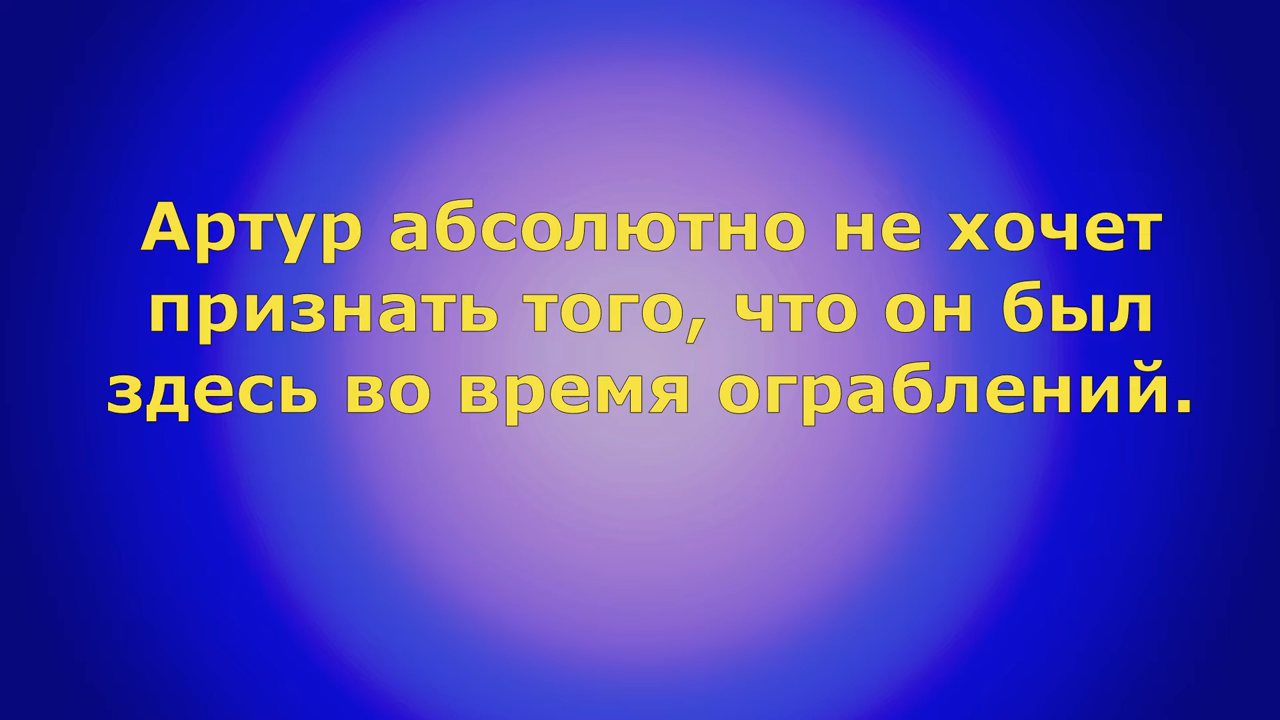 Артур абсолютно не хочет
признать того, что он был
здесь во время ограблений.